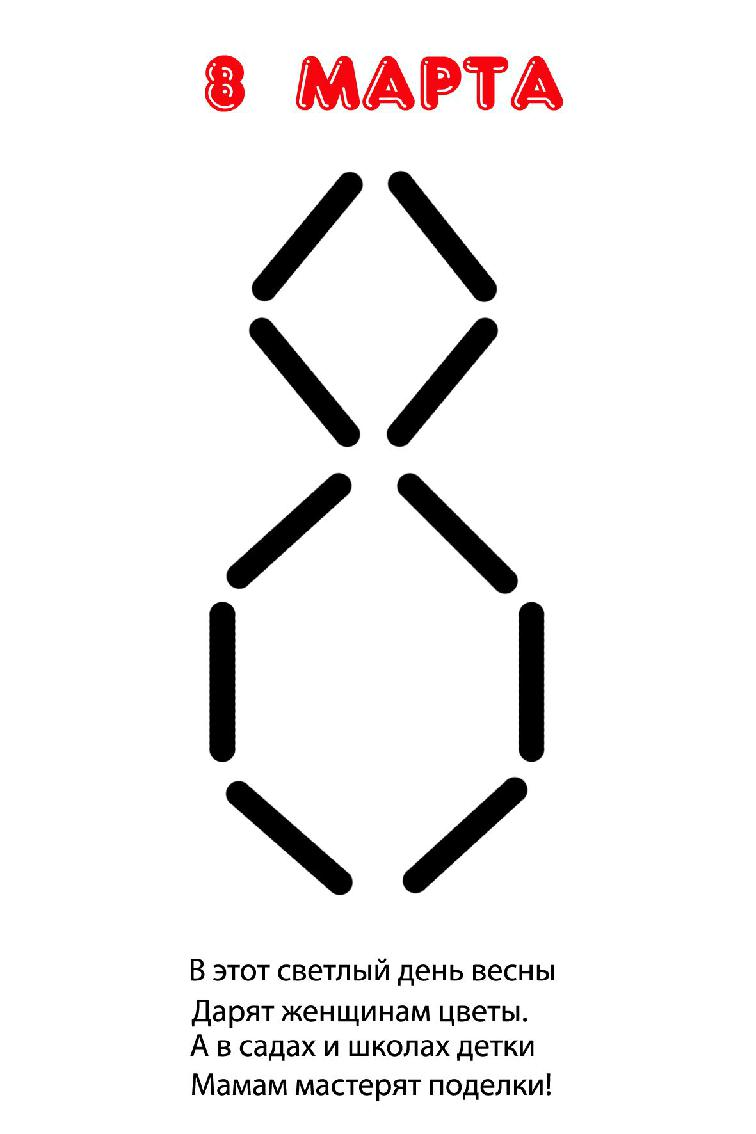 8 МАРТА
В этот светлый день весны
Дарят женщинам цветы.
А в садах и школах детки
Мамам мастерят поделки!